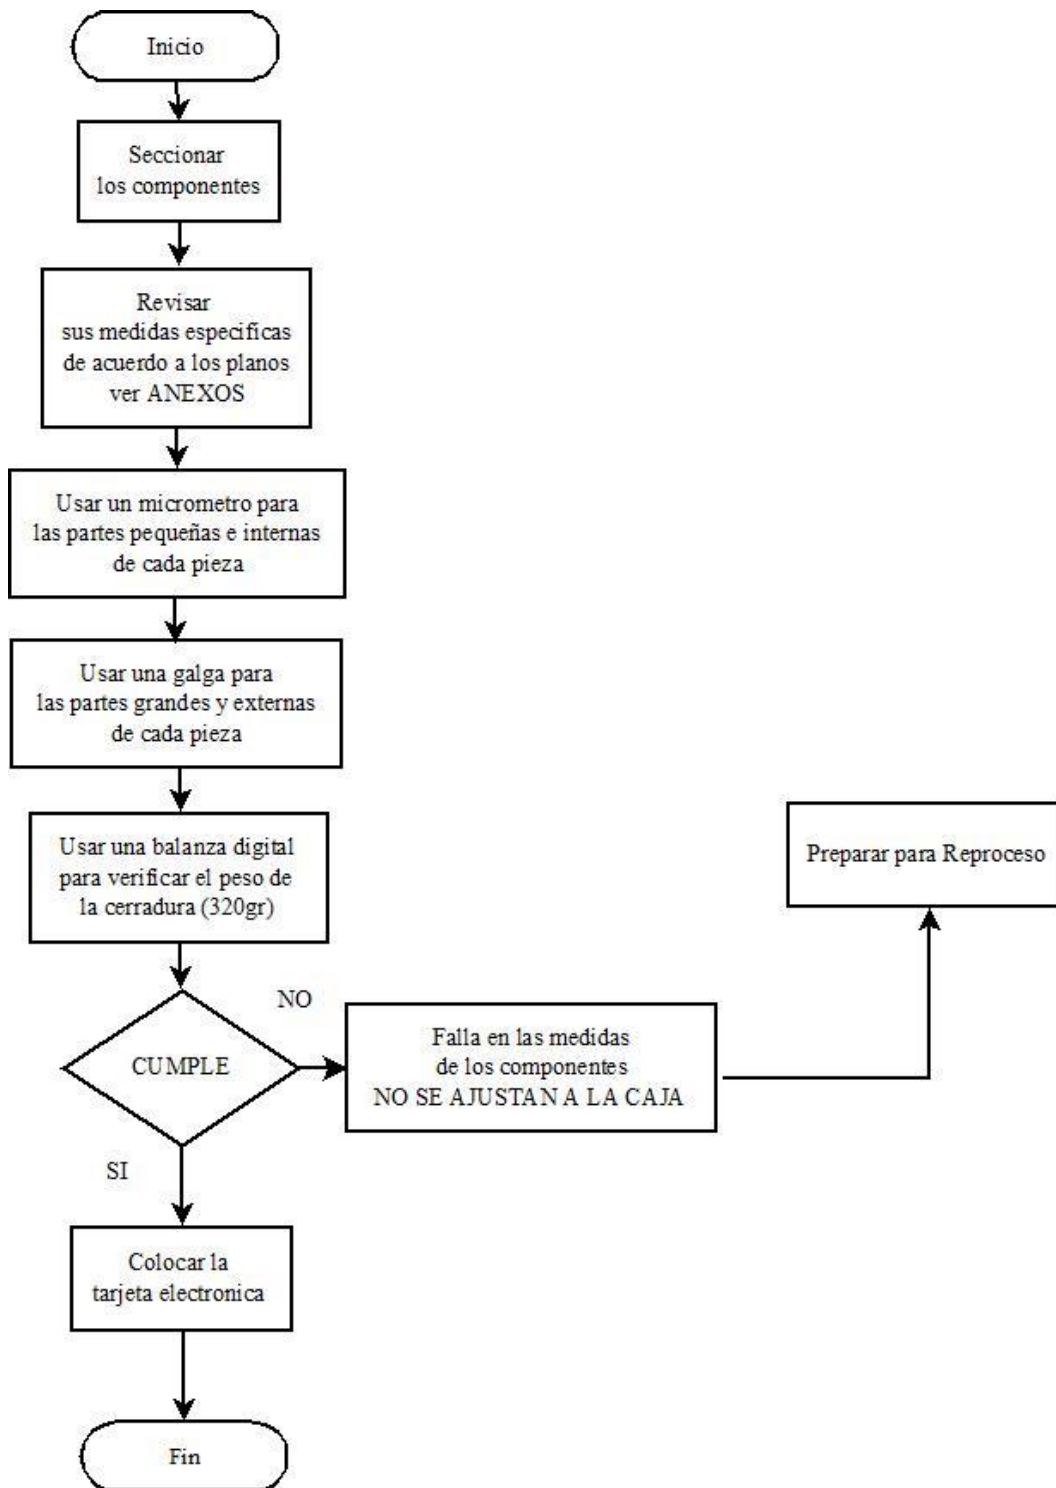 Inicio
Seccionar
los componentes
Revisar
sus medidas especificas
de acuerdo a los planos
ver ANEXOS
Usar un micrometro para
las partes pequeñas e internas
de cada pieza
Usar una galga para
las partes grandes y externas
de cada pieza
Usar una balanza digital
para verificar el peso de
la cerradura (320gr)
Preparar para Reproceso
CUMPLE
NO
Falla en las medidas
de los componentes
NO SE AJUSTAN A LA CAJA
SI
Colocar la
tarjeta electronica
Fin